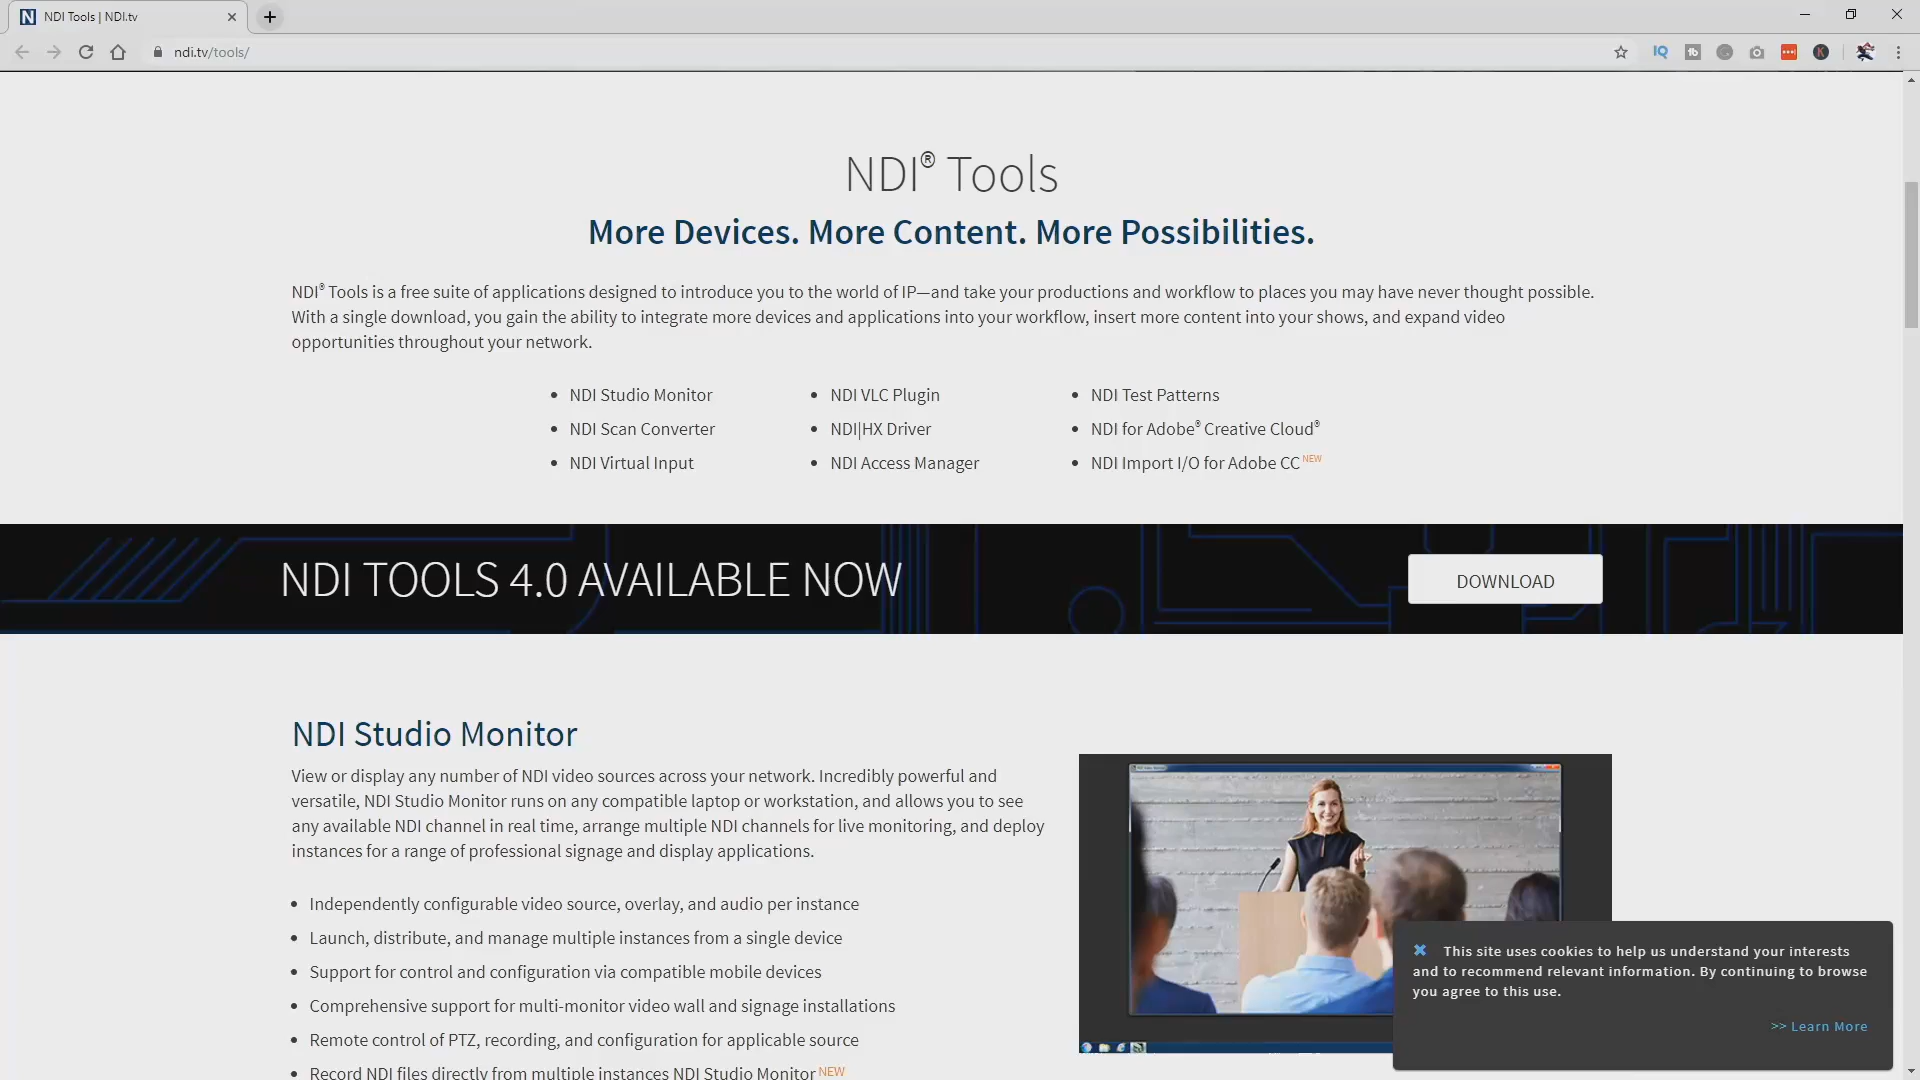 NDI Tools | NDI.tv
ndi.tv/tools/
NDI® Tools
More Devices. More Content. More Possibilities.
NDI® Tools is a free suite of applications designed to introduce you to the world of IP—and take your productions and workflow to places you may have never thought possible.
With a single download, you gain the ability to integrate more devices and applications into your workflow, insert more content into your shows, and expand video
opportunities throughout your network.
• NDI Studio Monitor
• NDI Scan Converter
• NDI Virtual Input
• NDI VLC Plugin
• NDI|HX Driver
• NDI Access Manager
• NDI Test Patterns
• NDI for Adobe® Creative Cloud®
• NDI Import I/O for Adobe CC NEW
NDI TOOLS 4.0 AVAILABLE NOW
DOWNLOAD
NDI Studio Monitor
View or display any number of NDI video sources across your network. Incredibly powerful and
versatile, NDI Studio Monitor runs on any compatible laptop or workstation, and allows you to see
any available NDI channel in real time, arrange multiple NDI channels for live monitoring, and deploy
instances for a range of professional signage and display applications.
• Independently configurable video source, overlay, and audio per instance
• Launch, distribute, and manage multiple instances from a single device
• Support for control and configuration via compatible mobile devices
• Comprehensive support for multi-monitor video wall and signage installations
• Remote control of PTZ, recording, and configuration for applicable source
• Record NDI files directly from multiple instances NDI Studio Monitor NEW
This site uses cookies to help us understand your interests
and to recommend relevant information. By continuing to browse
you agree to this use.
>> Learn More